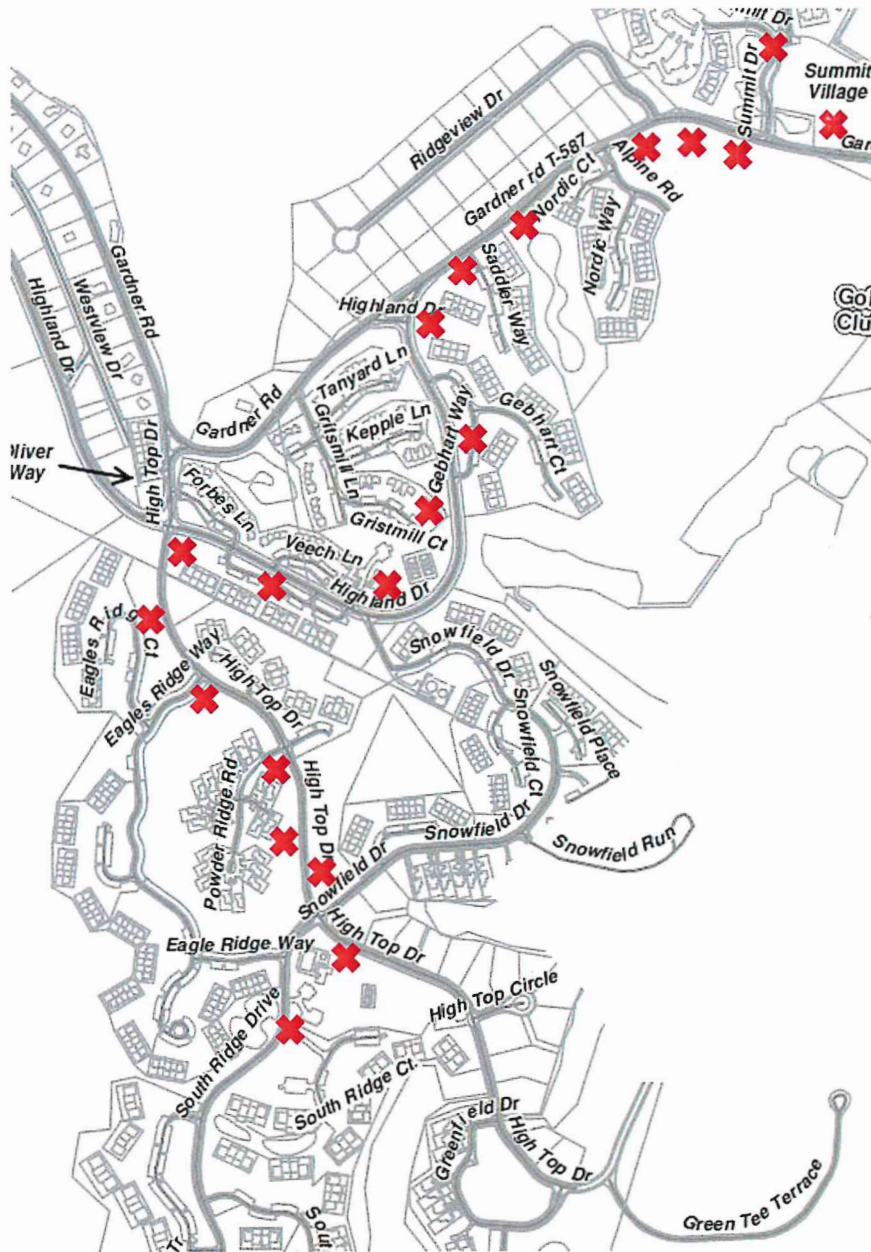 Summit Dr
Summit
Village
Ridgeview Dr
Gardner rd T-587
Nordic Ct
Alpine Rd
Gardner Rd
Westview Dr
Highland Dr
Saddler Way
Nordic Way
Highland Dr
Tanyard Ln
Gardner Rd
Gritsmill Ln
Kepple Ln
Gebhart Way
Gebhart Ct
Way
High Top Dr
Forbes Ln
Gristmill Ct
Veech Ln
Highland Dr
Eagles Ridg
Ct
Eagles Ridge Way
High Top Dr
Snowfield Dr
Snowfield Ct
Snowfield Place
Powder Ridge Rd
High Top Dr
Snowfield Dr
Snowfield Dr
Snowfield Run
Eagle Ridge Way
High Top Dr
High Top Circle
South Ridge Drive
South Ridge Ct.
Greenfield Dr
High Top Dr
Green Tee Terrace